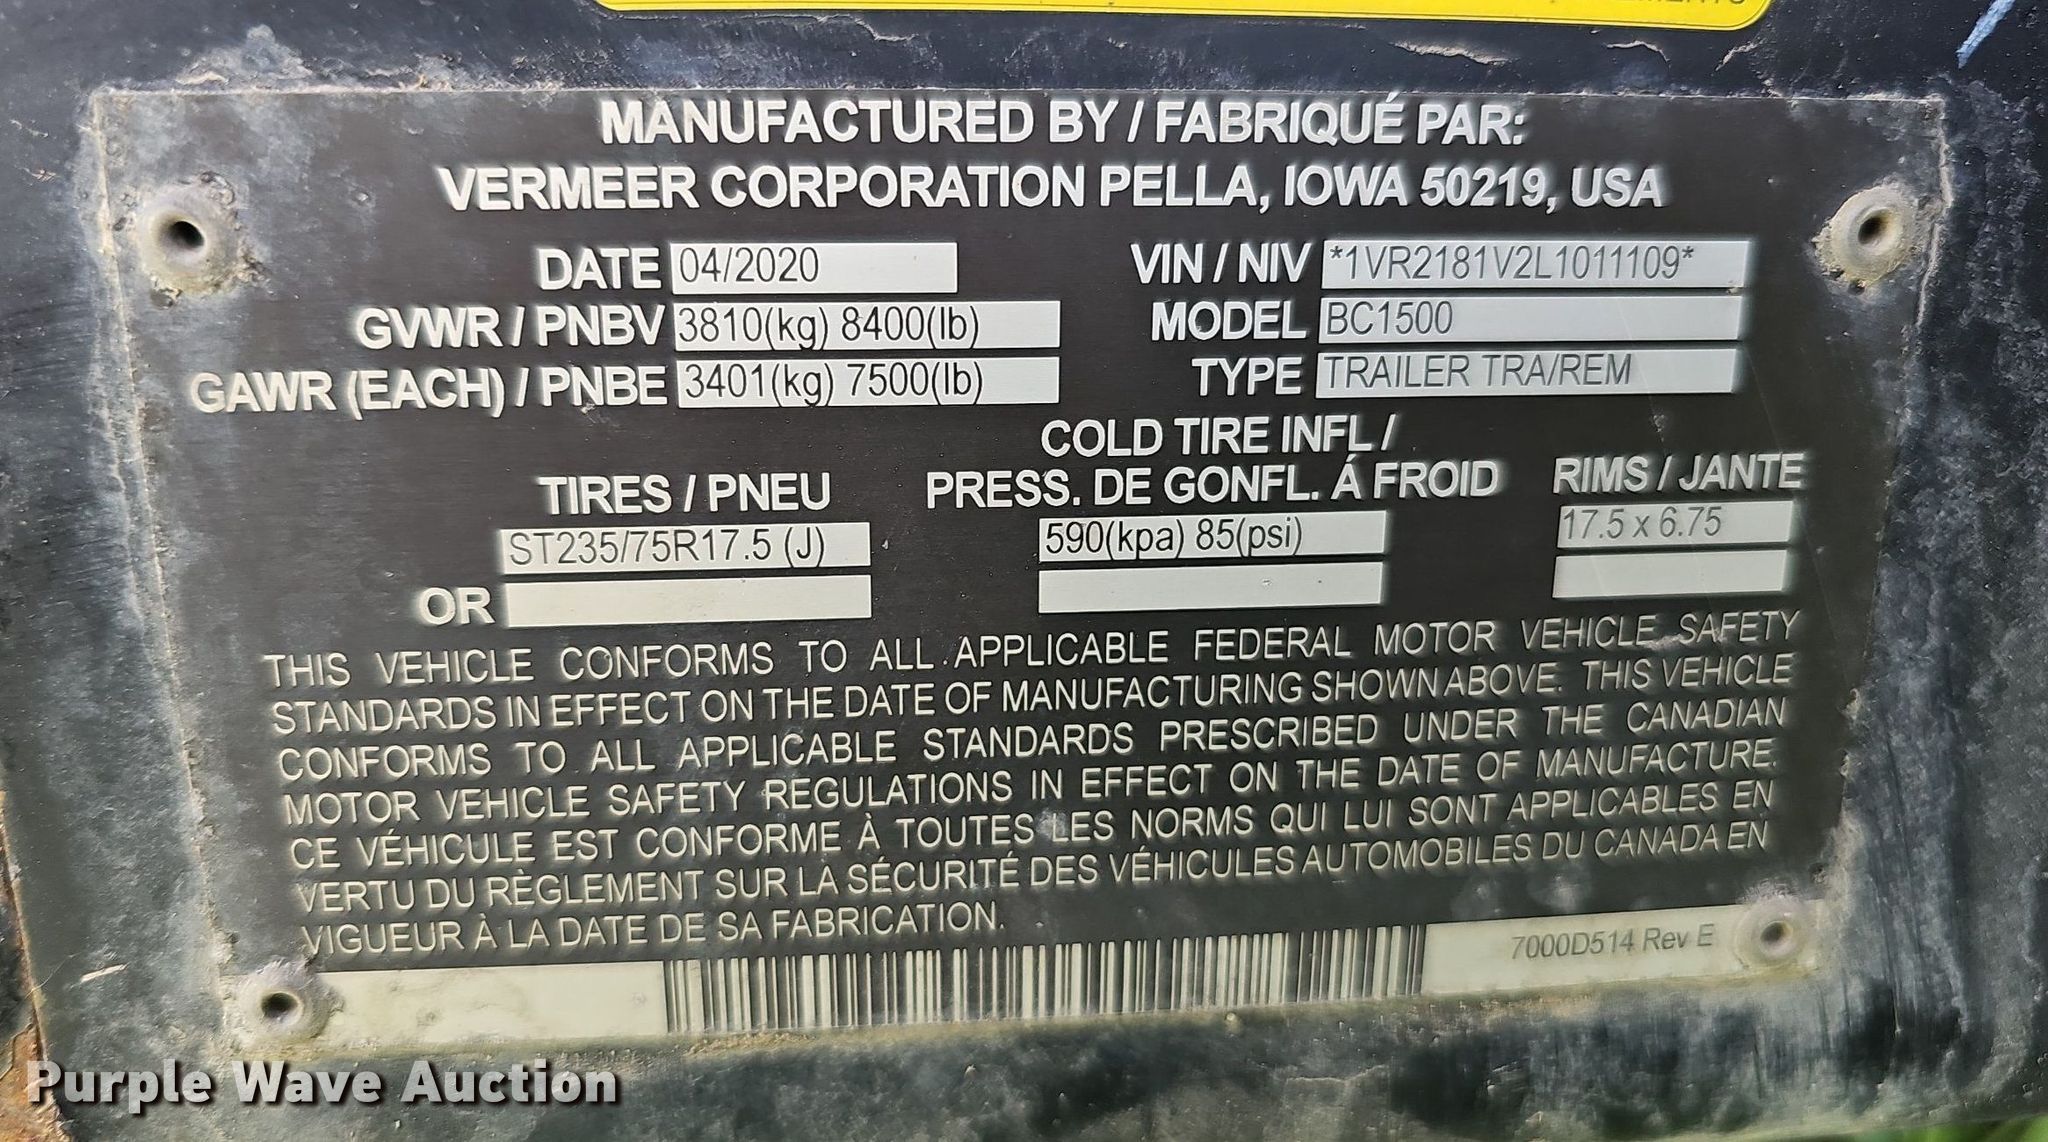 MANUFACTURED BY / FABRIQUÉ PAR:
VERMEER CORPORATION PELLA, IOWA 50219, USA
DATE 04/2020 VIN / NIV *1VR2181V2L1011109*
GVWR / PNBV 3810(kg) 8400(lb) MODEL BC1500
GAWR (EACH) / PNBE 3401(kg) 7500(lb) TYPE TRAILER TRA/REM
COLD TIRE INFL /
TIRES / PNEU PRESS. DE GONFL. Á FROID RIMS / JANTE
ST235/75R17.5 (J) 590(kpa) 85(psi) 17.5 x 6.75
OR
THIS VEHICLE CONFORMS TO ALL APPLICABLE FEDERAL MOTOR VEHICLE SAFETY
STANDARDS IN EFFECT ON THE DATE OF MANUFACTURING SHOWN ABOVE. THIS VEHICLE
CONFORMS TO ALL APPLICABLE STANDARDS PRESCRIBED UNDER THE CANADIAN
MOTOR VEHICLE SAFETY REGULATIONS IN EFFECT ON THE DATE OF MANUFACTURE.
CE VÉHICULE EST CONFORME À TOUTES LES NORMS QUI LUI SONT APPLICABLES EN
VERTU DU RÈGLEMENT SUR LA SÉCURITÉ DES VÉHICULES AUTOMOBILES DU CANADA EN
VIGUEUR À LA DATE DE SA FABRICATION.
7000D514 Rev E
Purple Wave Auction